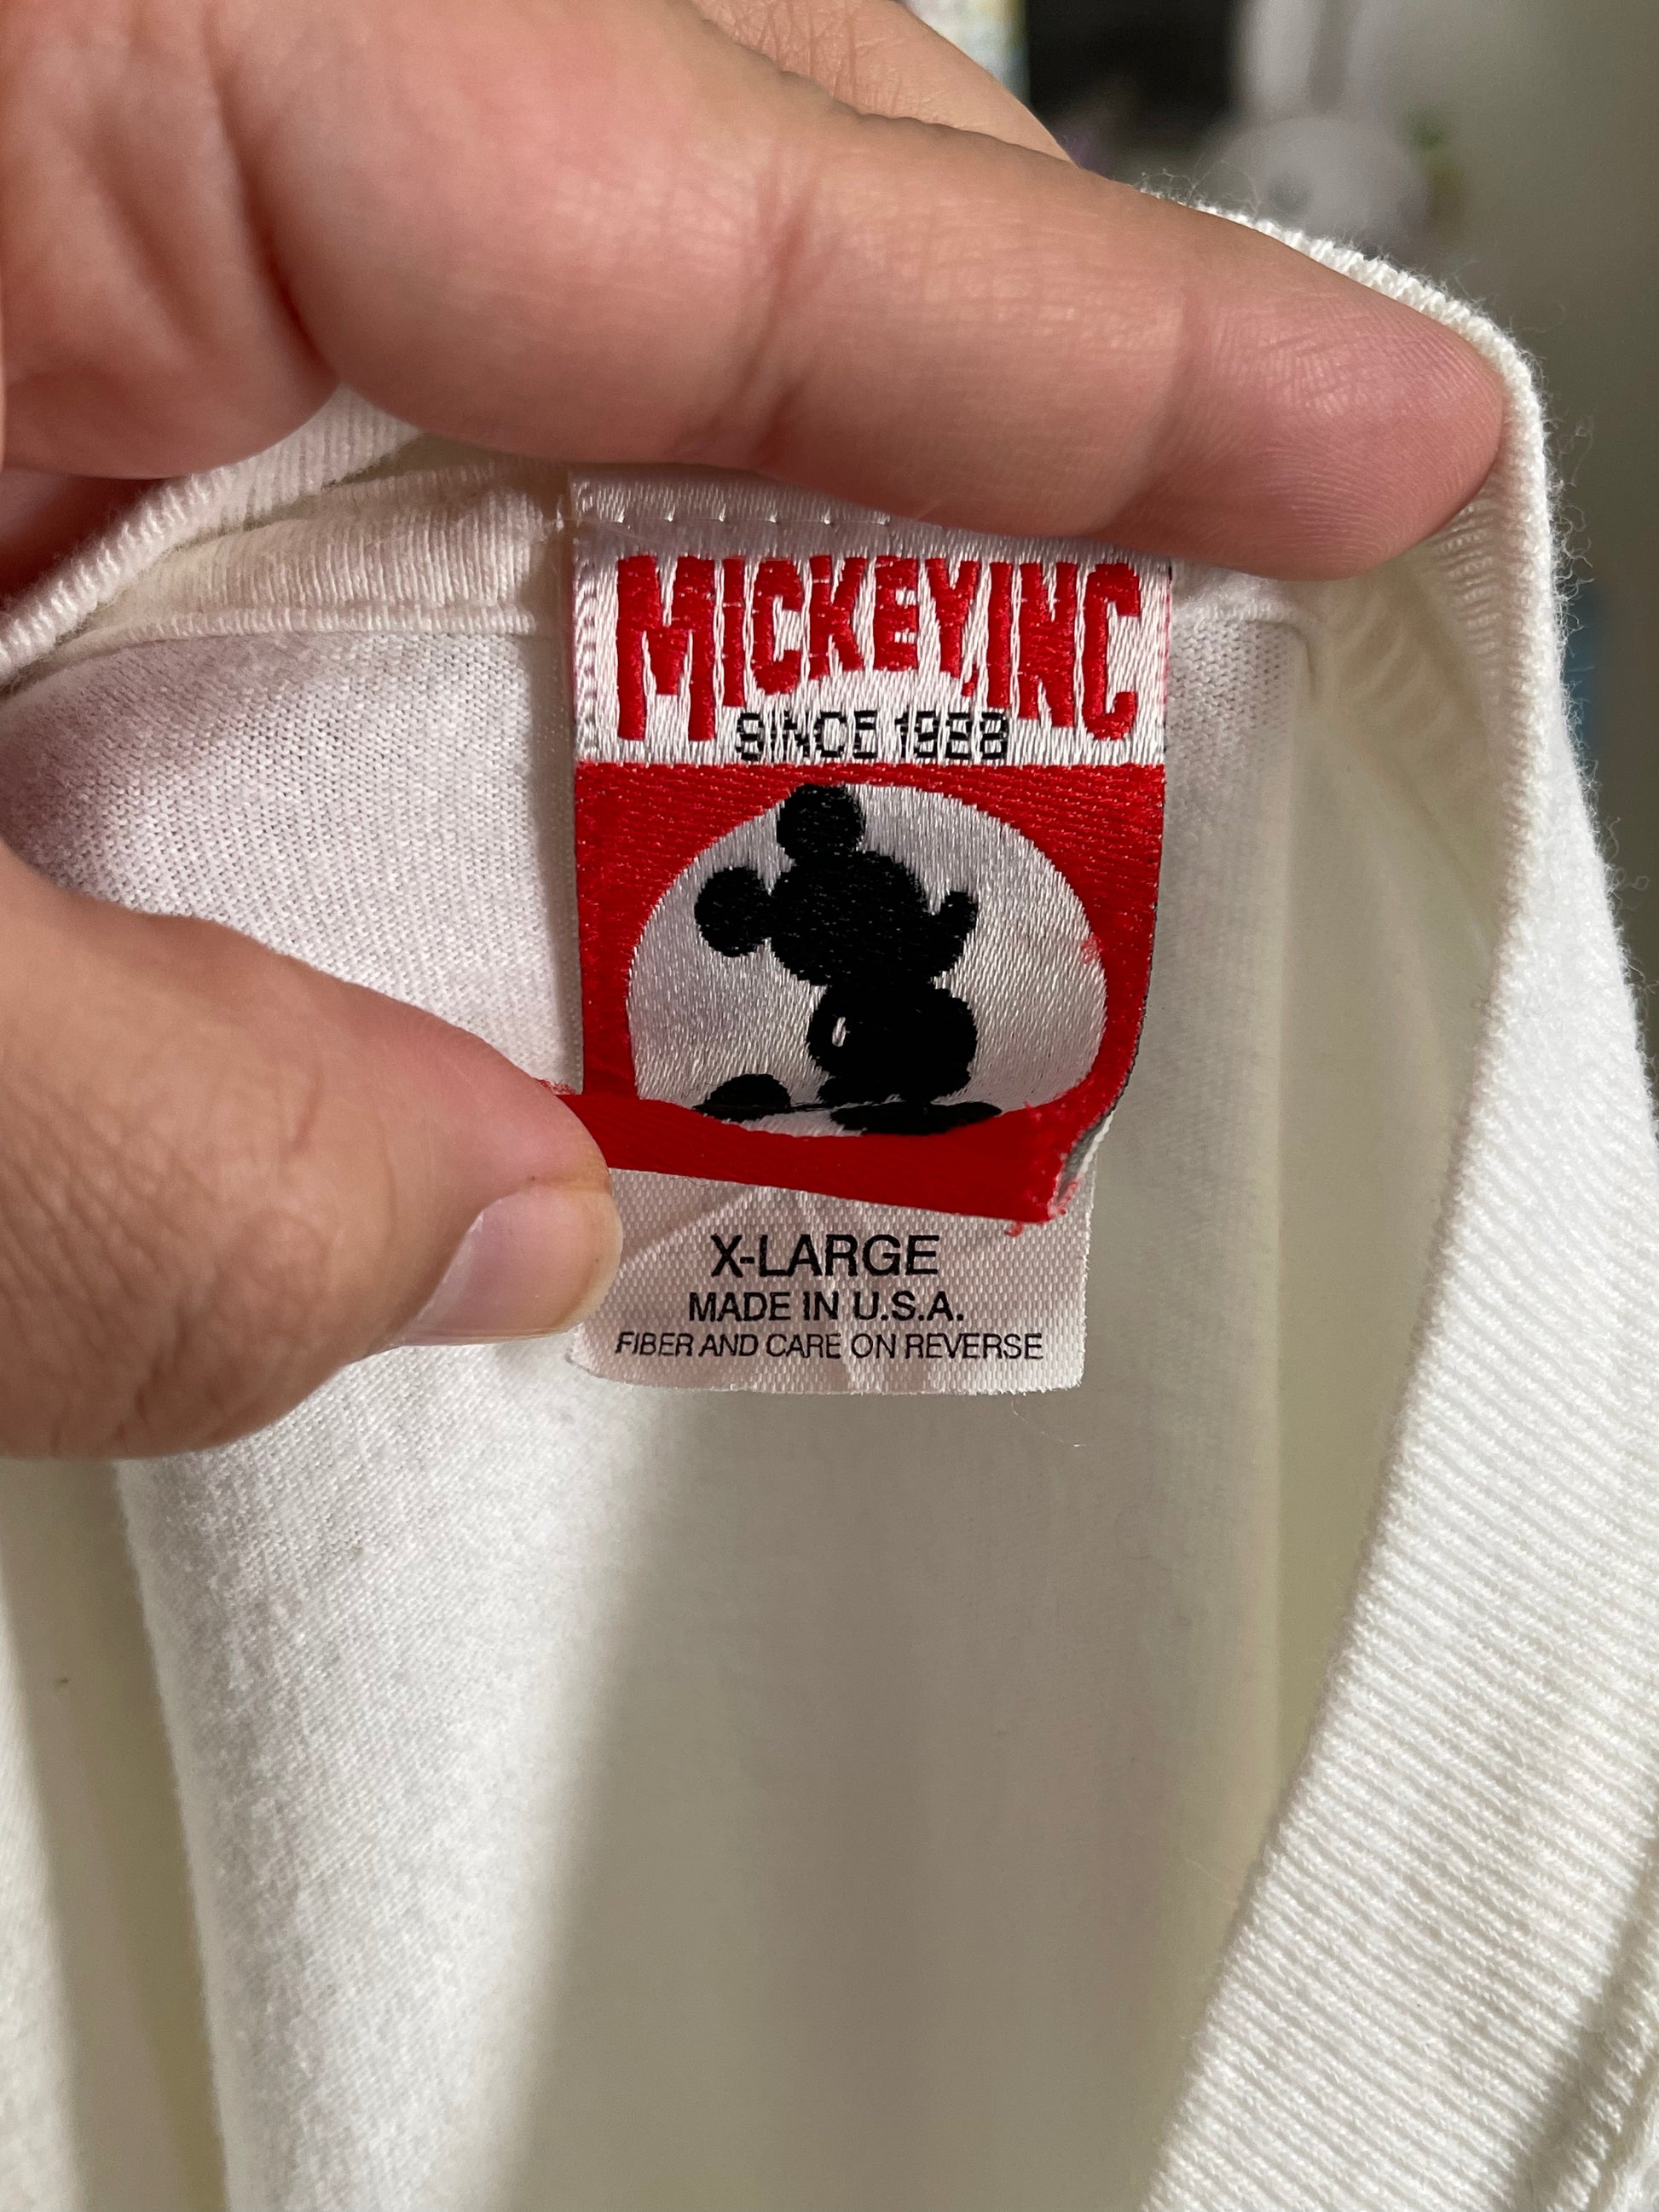 MICKEY, INC
SINCE 1928
X-LARGE
MADE IN U.S.A.
FIBER AND CARE ON REVERSE